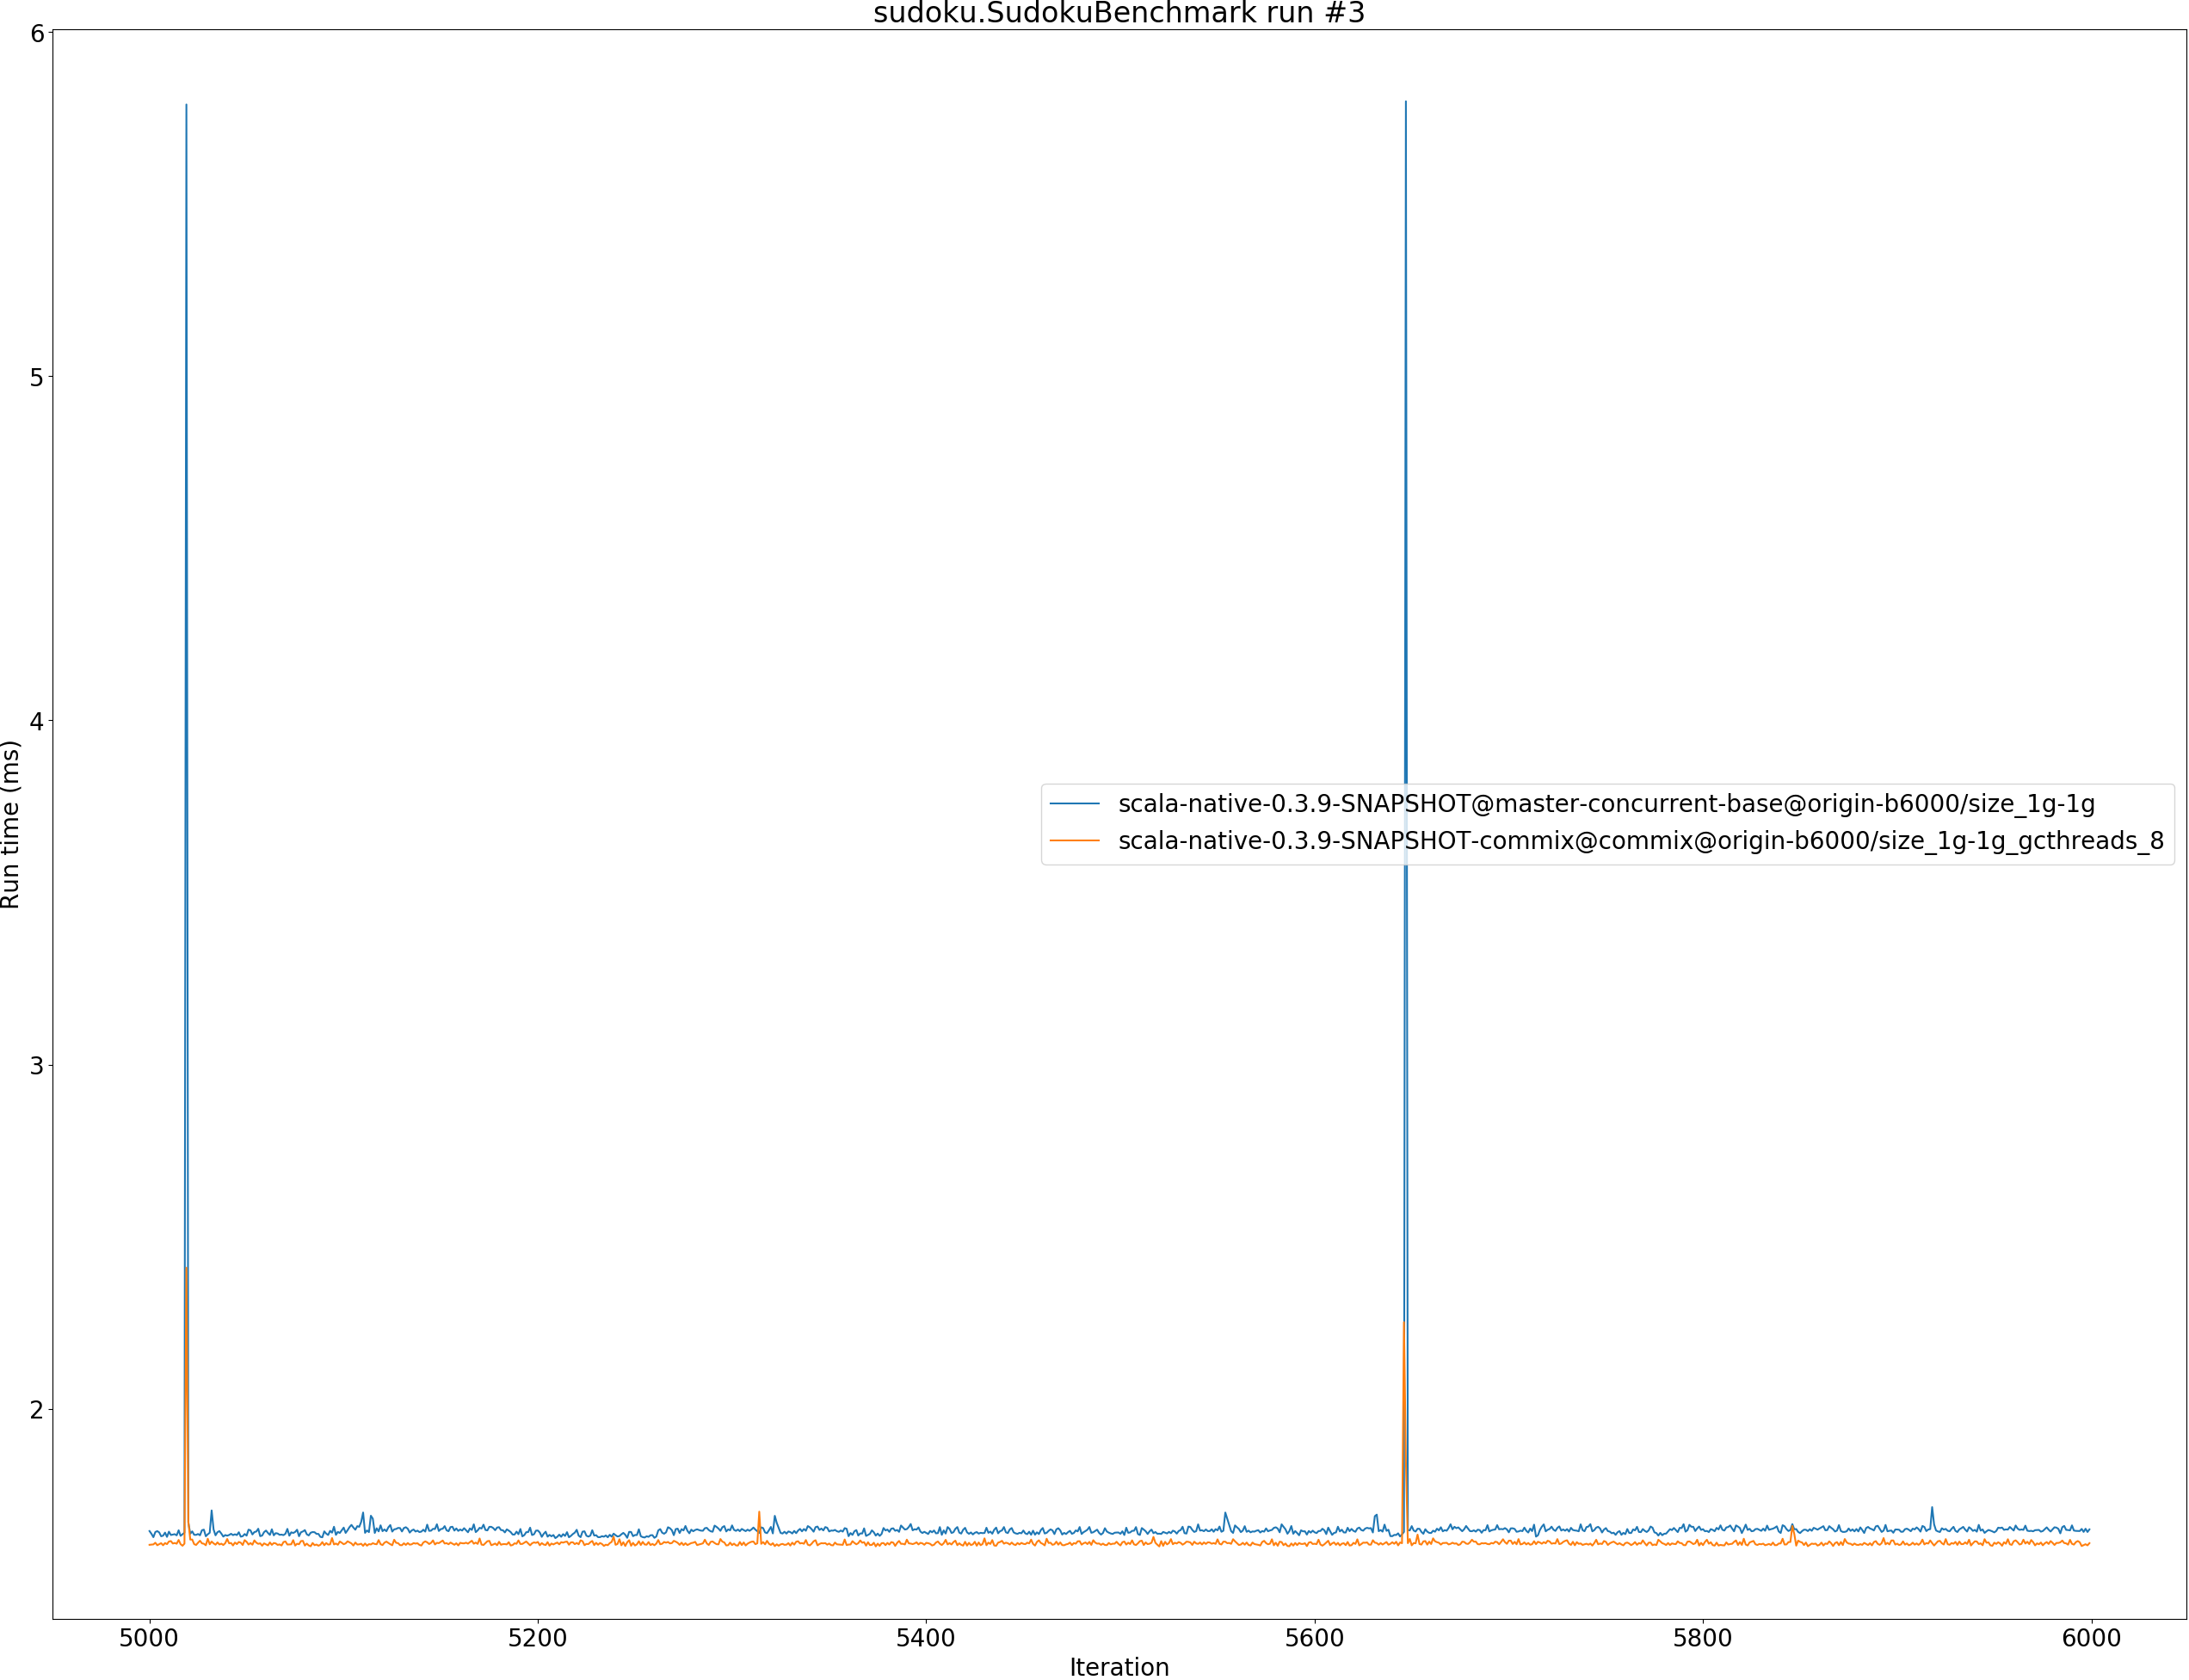 sudoku.SudokuBenchmark run #3
6
5
4
3
2
Run time (ms)
scala-native-0.3.9-SNAPSHOT@master-concurrent-base@origin-b6000/size_1g-1g
scala-native-0.3.9-SNAPSHOT-commix@commix@origin-b6000/size_1g-1g_gcthreads_8
5000 5200 5400 5600 5800 6000
Iteration